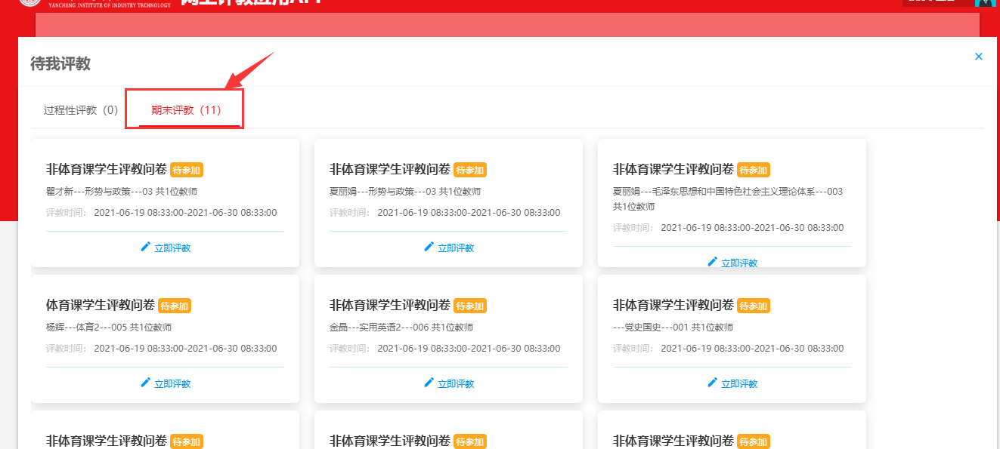 YANCHENG INSTITUTE OF INDUSTRY TECHNOLOGY
网上评教应用APP
待我评教
×
过程性评教（0）
期末评教（11）
非体育课学生评教问卷 待参加
瞿才新---形势与政策---03 共1位教师
评教时间： 2021-06-19 08:33:00-2021-06-30 08:33:00
立即评教
非体育课学生评教问卷 待参加
夏丽娟---形势与政策---03 共1位教师
评教时间： 2021-06-19 08:33:00-2021-06-30 08:33:00
立即评教
非体育课学生评教问卷 待参加
夏丽娟---毛泽东思想和中国特色社会主义理论体系---003
共1位教师
评教时间： 2021-06-19 08:33:00-2021-06-30 08:33:00
立即评教
体育课学生评教问卷 待参加
杨辉---体育2---005 共1位教师
评教时间： 2021-06-19 08:33:00-2021-06-30 08:33:00
立即评教
非体育课学生评教问卷 待参加
金晶---实用英语2---006 共1位教师
评教时间： 2021-06-19 08:33:00-2021-06-30 08:33:00
立即评教
非体育课学生评教问卷 待参加
---党史国史---001 共1位教师
评教时间： 2021-06-19 08:33:00-2021-06-30 08:33:00
立即评教
非体育课学生评教问卷 待参加
非体育课学生评教问卷 待参加
非体育课学生评教问卷 待参加